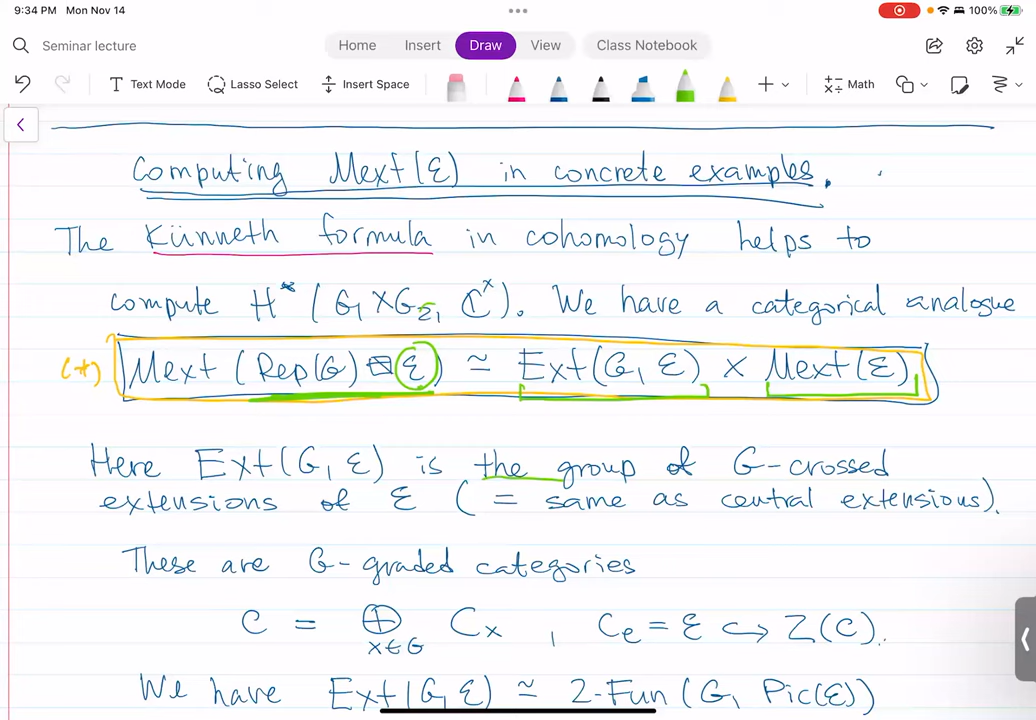 9:34 PM Mon Nov 14
100%
Seminar lecture
Home Insert Draw View Class Notebook
Text Mode Lasso Select Insert Space Math
Computing Mext(ℰ) in concrete examples.
The Künneth formula in cohomology helps to
compute H*(G₁×G₂, ℂ^×). We have a categorical analogue
(*) Mext(Rep(G) ⊠ ℰ) ≃ Ext(G, ℰ) × Mext(ℰ)
Here Ext(G, ℰ) is the group of G-crossed
extensions of ℰ (= same as central extensions).
These are G-graded categories
C = ⊕ C_x , C_e = ℰ ↪ Z(C).
x∈G
We have Ext(G, ℰ) ≃ 2-Fun(G, Pic(ℰ))